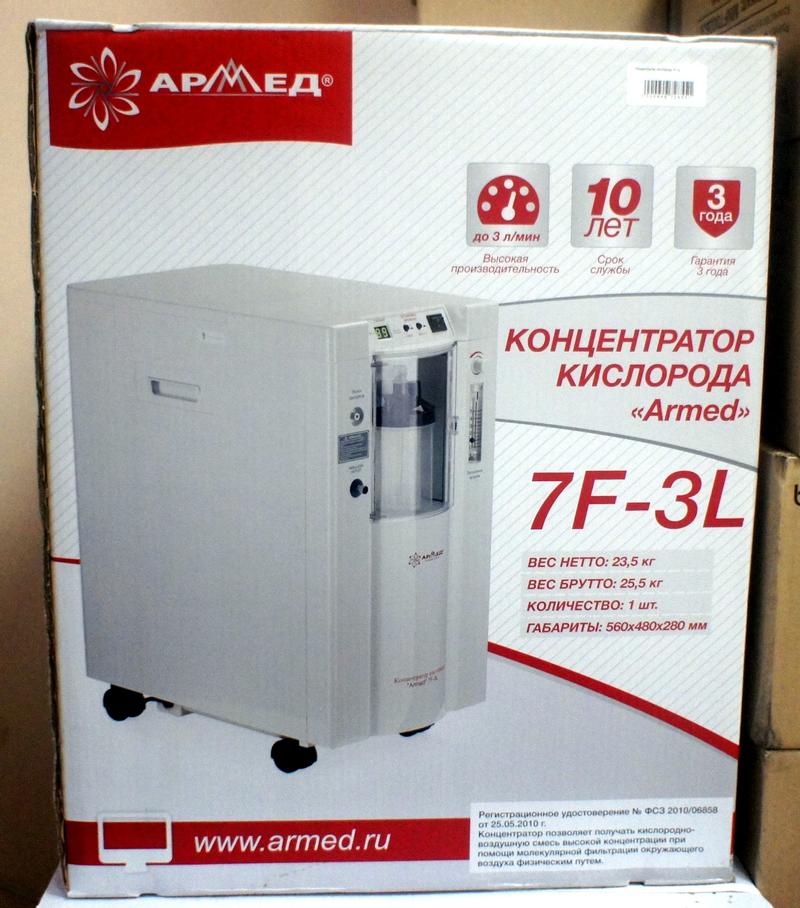 АРМЕД®
до 3 л/мин
Высокая
производительность
10
лет
Срок
службы
3
года
Гарантия
3 года
КОНЦЕНТРАТОР
КИСЛОРОДА
«Armed»
7F-3L
ВЕС НЕТТО: 23,5 кг
ВЕС БРУТТО: 25,5 кг
КОЛИЧЕСТВО: 1 шт.
ГАБАРИТЫ: 560х480х280 мм
АРМЕД
Концентратор
"Armed"
Регистрационное удостоверение № ФСЗ 2010/06858
от 25.05.2010 г.
Концентратор позволяет получать кислородно-
воздушную смесь высокой концентрации при
помощи молекулярной фильтрации окружающего
воздуха физическим путем.
www.armed.ru